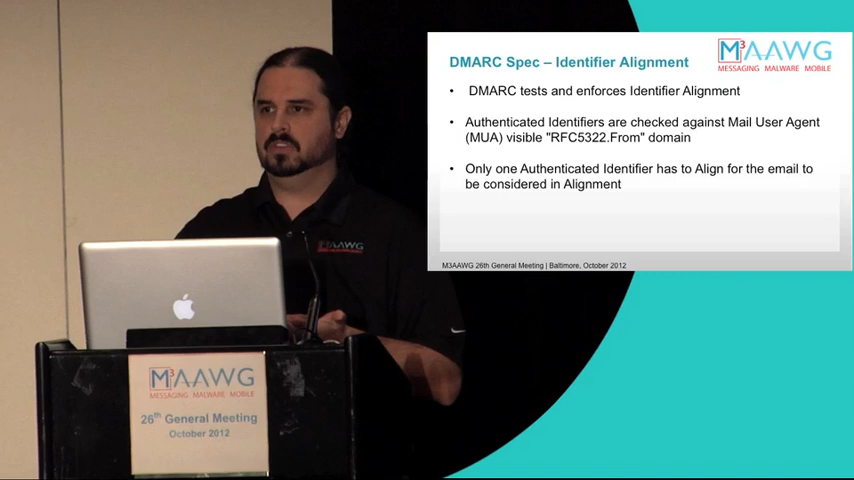 DMARC Spec – Identifier Alignment
M3AAWG
MESSAGING MALWARE MOBILE
• DMARC tests and enforces Identifier Alignment
• Authenticated Identifiers are checked against Mail User Agent
(MUA) visible "RFC5322.From" domain
• Only one Authenticated Identifier has to Align for the email to
be considered in Alignment
M3AAWG 26th General Meeting | Baltimore, October 2012
M3AAWG
M3AAWG
MESSAGING MALWARE MOBILE
26th General Meeting
October 2012